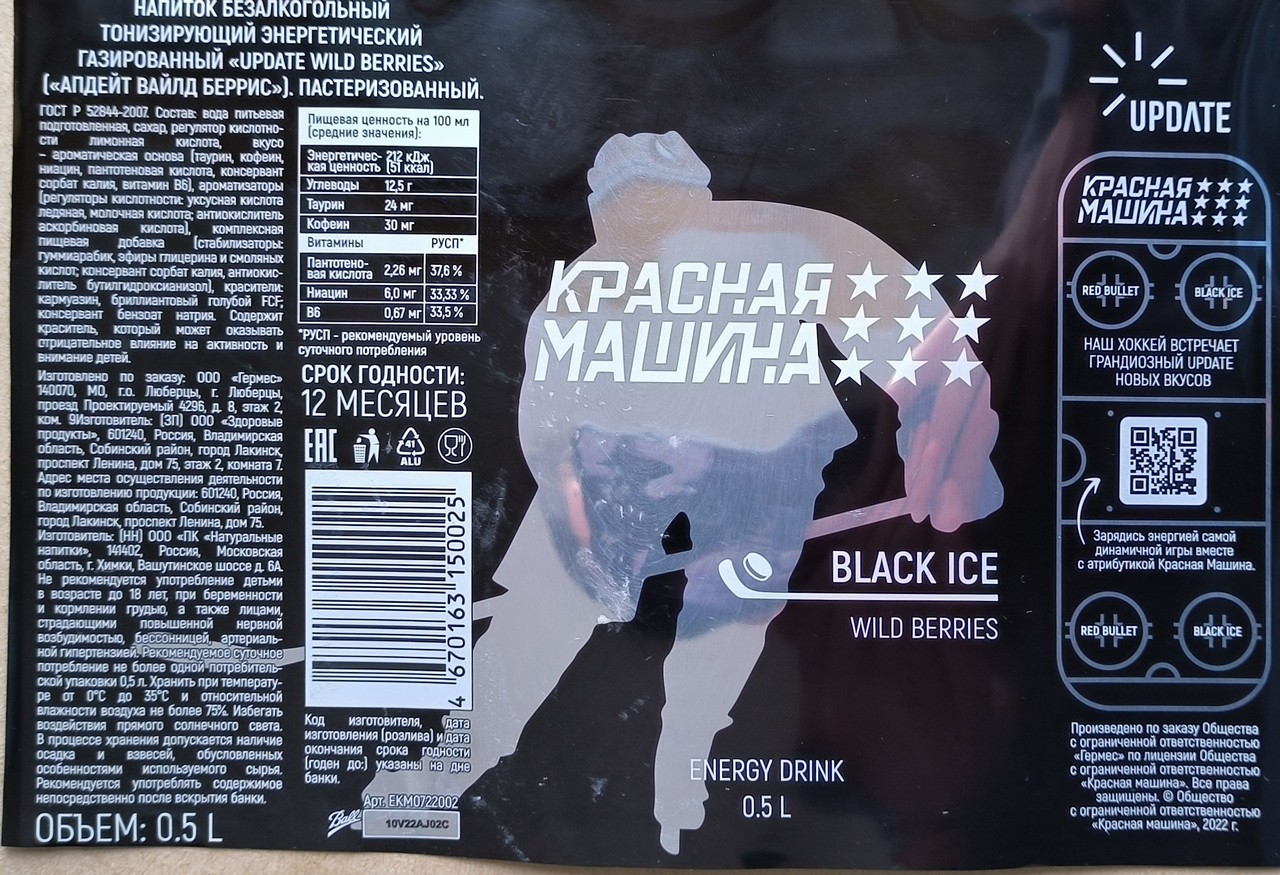 НАПИТОК БЕЗАЛКОГОЛЬНЫЙ
ТОНИЗИРУЮЩИЙ ЭНЕРГЕТИЧЕСКИЙ
ГАЗИРОВАННЫЙ «UPDATE WILD BERRIES»
(«АПДЕЙТ ВАЙЛД БЕРРИС»). ПАСТЕРИЗОВАННЫЙ.
ГОСТ Р 52844-2007. Состав: вода питьевая
подготовленная, сахар, регулятор кислотно-
сти лимонная кислота, вкусо
- ароматическая основа (таурин, кофеин,
ниацин, пантотеновая кислота, консервант
сорбат калия, витамин В6), ароматизаторы
(регуляторы кислотности: уксусная кислота
ледяная, молочная кислота; антиокислитель
аскорбиновая кислота), комплексная
пищевая добавка (стабилизаторы:
гуммиарабик, эфиры глицерина и смоляных
кислот; консервант сорбат калия, антиокис-
литель бутилгидроксианизол), красители:
кармуазин, бриллиантовый голубой FCF,
консервант бензоат натрия. Содержит
краситель, который может оказывать
отрицательное влияние на активность и
внимание детей.
Изготовлено по заказу: ООО «Гермес»
140070, МО, г.о. Люберцы, г. Люберцы,
проезд Проектируемый 4296, д. 8, этаж 2,
ком. 9Изготовитель: (ЗП) ООО «Здоровые
продукты», 601240, Россия, Владимирская
область, Собинский район, город Лакинск,
проспект Ленина, дом 75, этаж 2, комната 7.
Адрес места осуществления деятельности
по изготовлению продукции: 601240, Россия,
Владимирская область, Собинский район,
город Лакинск, проспект Ленина, дом 75.
Изготовитель: (НН) ООО «ПК «Натуральные
напитки», 141402, Россия, Московская
область, г. Химки, Вашутинское шоссе д. 6А.
Не рекомендуется употребление детьми
в возрасте до 18 лет, при беременности
и кормлении грудью, а также лицами,
страдающими повышенной нервной
возбудимостью, бессонницей, артериаль-
ной гипертензией. Рекомендуемое суточное
потребление не более одной потребитель-
ской упаковки 0,5 л. Хранить при температу-
ре от 0°С до 35°С и относительной
влажности воздуха не более 75%. Избегать
воздействия прямого солнечного света.
В процессе хранения допускается наличие
осадка и взвесей, обусловленных
особенностями используемого сырья.
Рекомендуется употреблять содержимое
непосредственно после вскрытия банки.
ОБЪЕМ: 0.5 L
Пищевая ценность на 100 мл
(средние значения):
Энергетичес- 212 кДж
кая ценность (51 ккал)
Углеводы 12,5 г
Таурин 24 мг
Кофеин 30 мг
Витамины РУСП*
Пантотено-
вая кислота 2,26 мг 37,6 %
Ниацин 6,0 мг 33,33 %
В6 0,67 мг 33,5 %
*РУСП - рекомендуемый уровень
суточного потребления
СРОК ГОДНОСТИ:
12 МЕСЯЦЕВ
EAC
41
ALU
4 670163 150025
Код изготовителя, дата
изготовления (розлива) и дата
окончания срока годности
(годен до:) указаны на дне
банки.
Арт. EKM0722002
Ball
10V22AJ02C
КРАСНАЯ
МАШИНА
BLACK ICE
WILD BERRIES
ENERGY DRINK
0.5 L
UPDATE
КРАСНАЯ
МАШИНА
RED BULLET BLACK ICE
НАШ ХОККЕЙ ВСТРЕЧАЕТ
ГРАНДИОЗНЫЙ UPDATE
НОВЫХ ВКУСОВ
Зарядись энергией самой
динамичной игры вместе
с атрибутикой Красная Машина.
RED BULLET BLACK ICE
Произведено по заказу Общества
с ограниченной ответственностью
«Гермес» по лицензии Общества
с ограниченной ответственностью
«Красная машина». Все права
защищены. © Общество
с ограниченной ответственностью
«Красная машина», 2022 г.